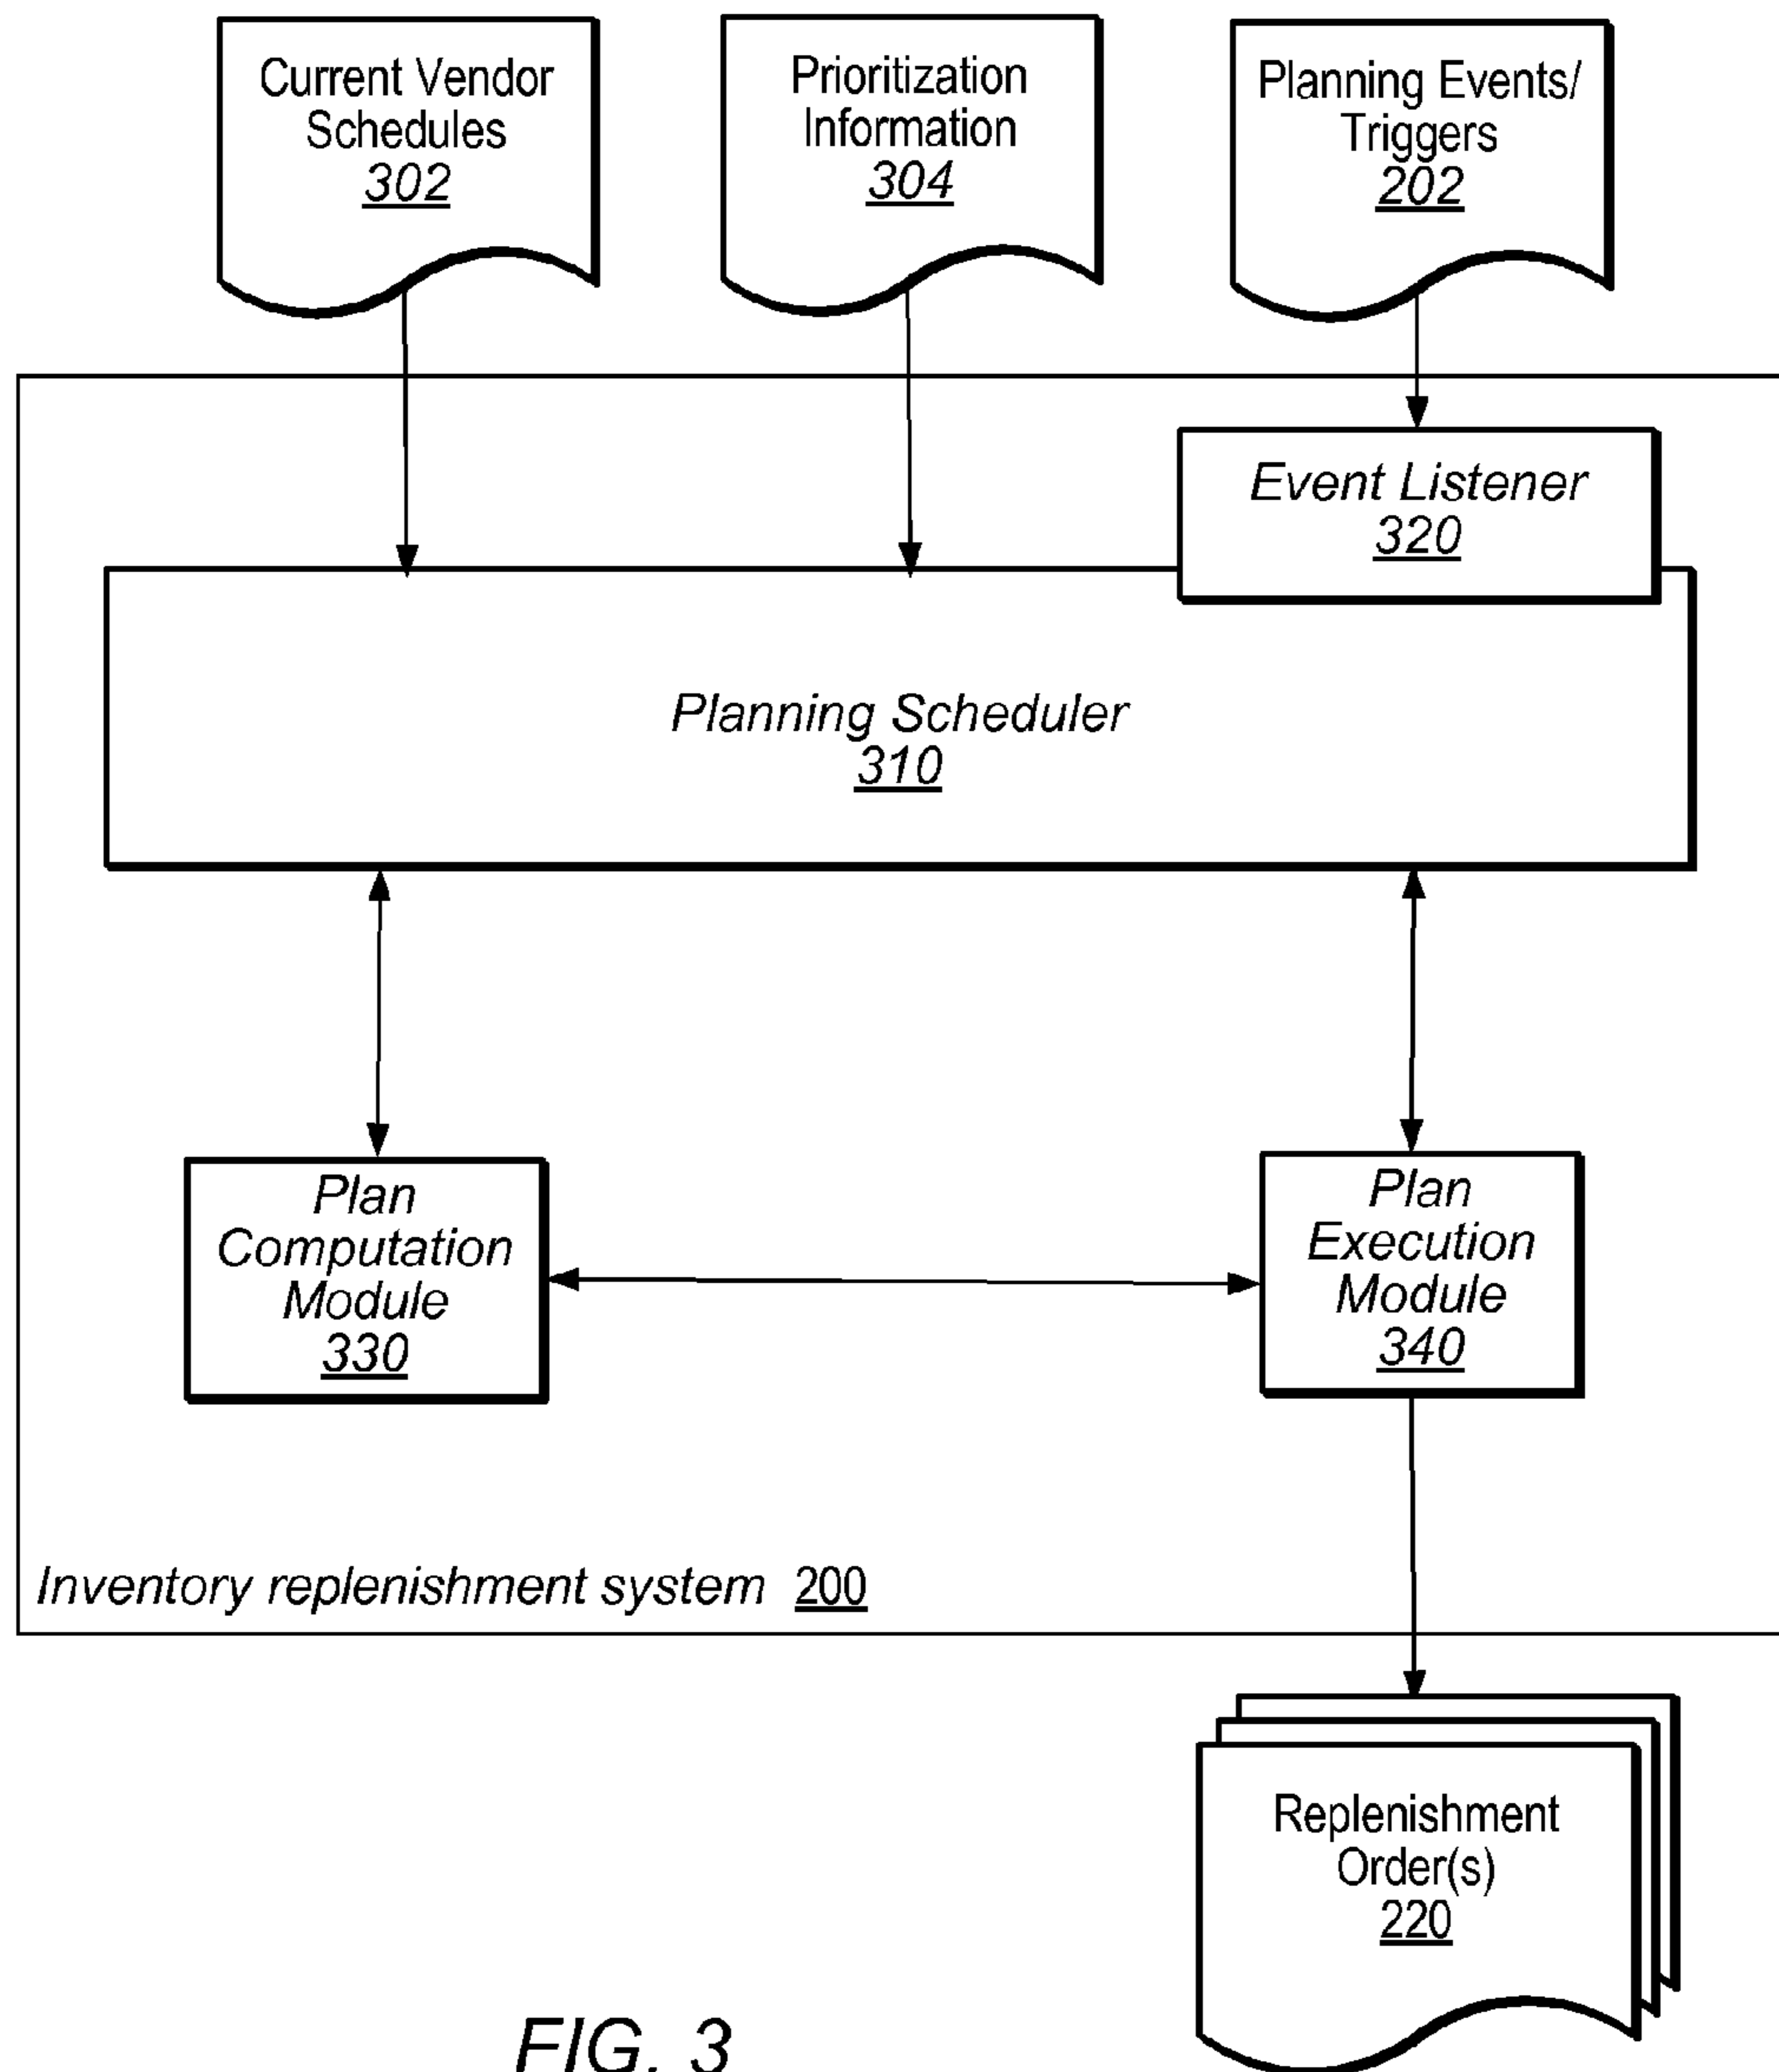 Current Vendor
Schedules
302
Prioritization
Information
304
Planning Events/
Triggers
202
Event Listener
320
Planning Scheduler
310
Plan
Computation
Module
330
Plan
Execution
Module
340
Inventory replenishment system 200
Replenishment
Order(s)
220
FIG. 3